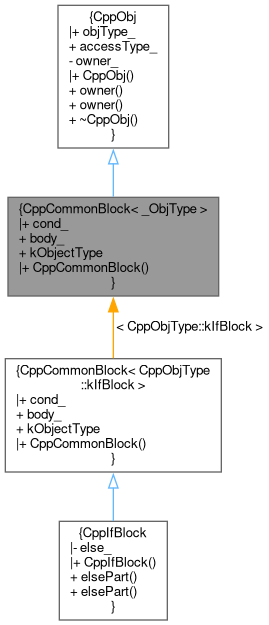 {CppObj
|+ objType_
+ accessType_
- owner_
|+ CppObj()
+ owner()
+ owner()
+ ~CppObj()
}
{CppCommonBlock< _ObjType >
|+ cond_
+ body_
+ kObjectType
|+ CppCommonBlock()
}
< CppObjType::kIfBlock >
{CppCommonBlock< CppObjType
::kIfBlock >
|+ cond_
+ body_
+ kObjectType
|+ CppCommonBlock()
}
{CppIfBlock
|- else_
|+ CppIfBlock()
+ elsePart()
+ elsePart()
}